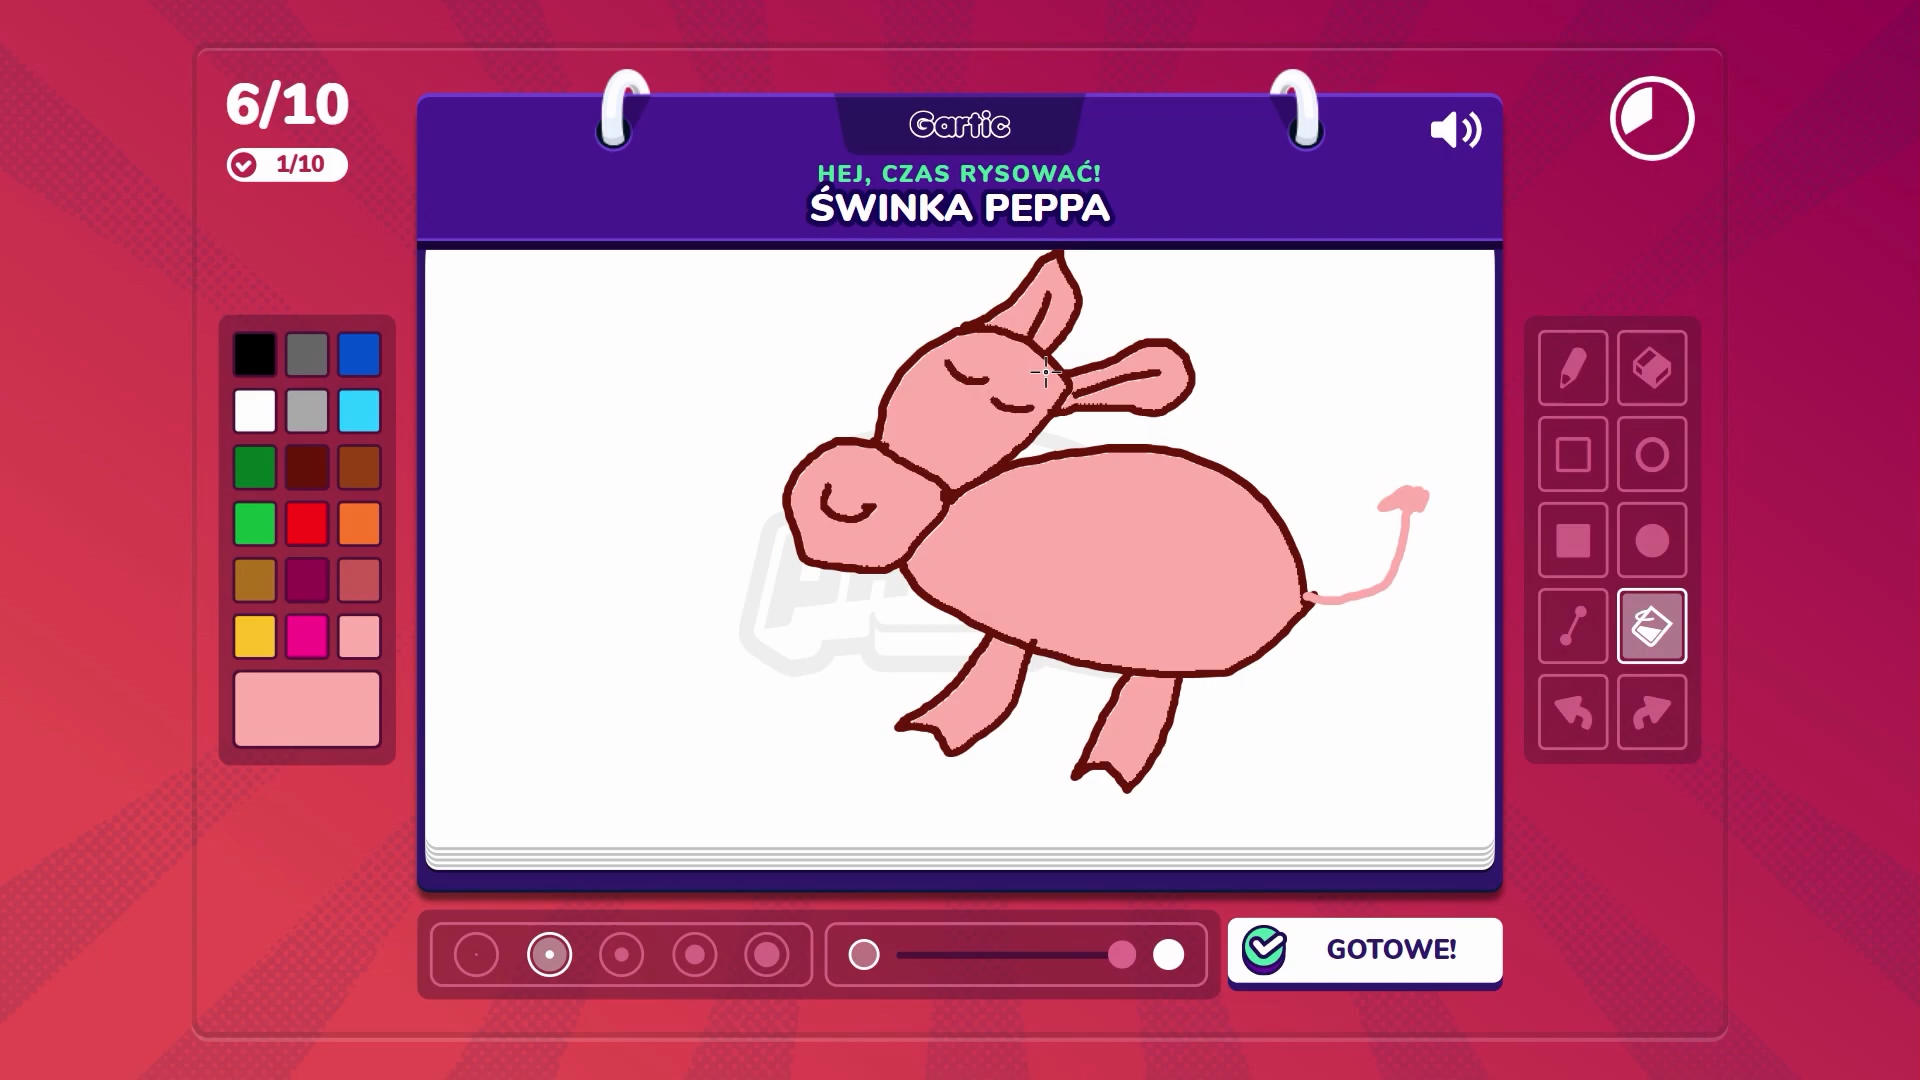 6/10
1/10
Gartic
HEJ, CZAS RYSOWAĆ!
ŚWINKA PEPPA
GOTOWE!